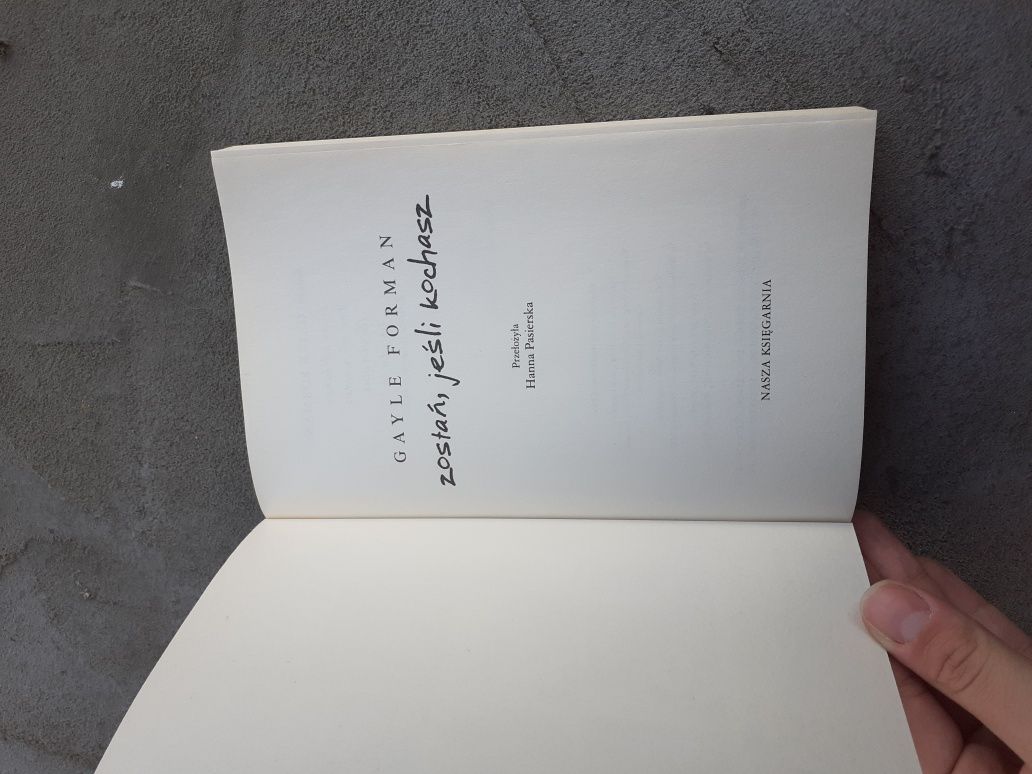 GAYLE FORMAN
zostań, jeśli kochasz
Przełożyła
Hanna Pasierska
NASZA KSIĘGARNIA